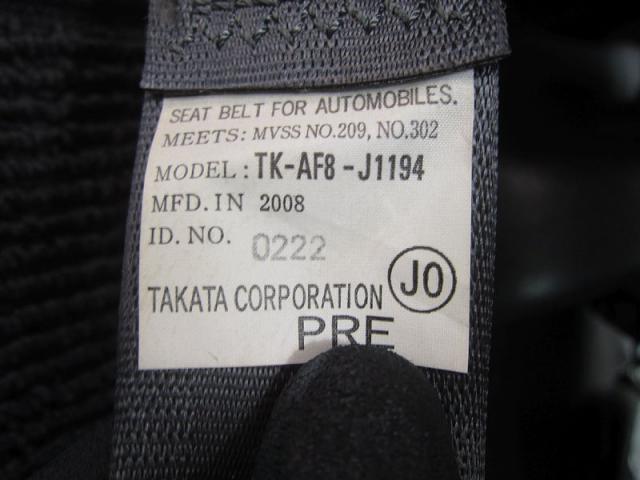 SEAT BELT FOR AUTOMOBILES.
MEETS: MVSS NO.209, NO.302
MODEL: TK-AF8-J1194
MFD. IN 2008
ID. NO. 0222
TAKATA CORPORATION JO
PRE